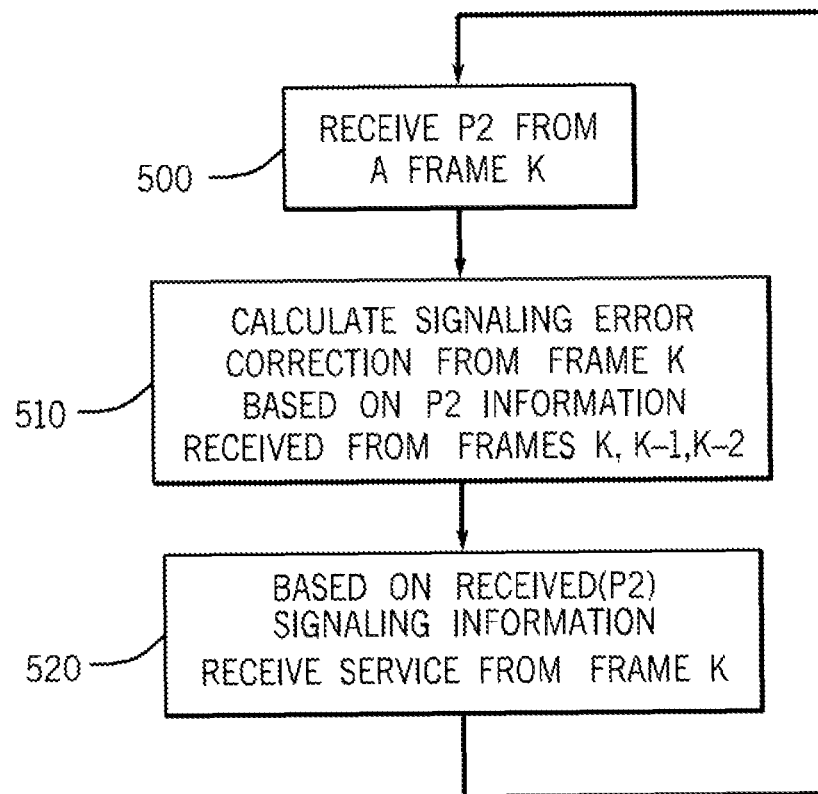 RECEIVE P2 FROM
A FRAME K
500
CALCULATE SIGNALING ERROR
CORRECTION FROM FRAME K
BASED ON P2 INFORMATION
RECEIVED FROM FRAMES K, K-1,K-2
510
BASED ON RECEIVED(P2)
SIGNALING INFORMATION
RECEIVE SERVICE FROM FRAME K
520